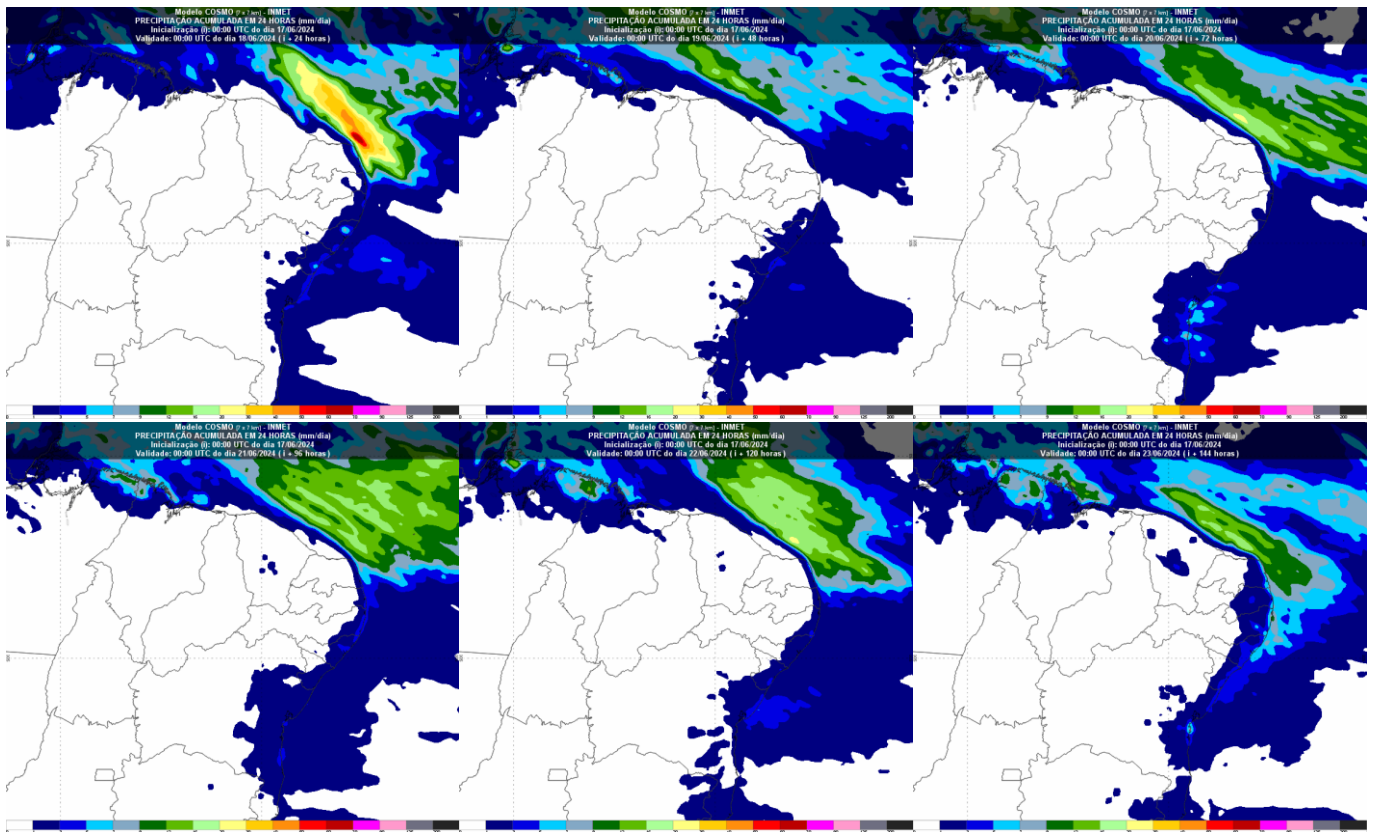 Modelo COSMO [7 x 7 km] - INMET
PRECIPITAÇÃO ACUMULADA EM 24 HORAS (mm/dia)
Inicialização (i): 00:00 UTC do dia 17/06/2024
Validade: 00:00 UTC do dia 18/06/2024 ( i + 24 horas )
Modelo COSMO [7 x 7 km] - INMET
PRECIPITAÇÃO ACUMULADA EM 24 HORAS (mm/dia)
Inicialização (i): 00:00 UTC do dia 17/06/2024
Validade: 00:00 UTC do dia 19/06/2024 ( i + 48 horas )
Modelo COSMO [7 x 7 km] - INMET
PRECIPITAÇÃO ACUMULADA EM 24 HORAS (mm/dia)
Inicialização (i): 00:00 UTC do dia 17/06/2024
Validade: 00:00 UTC do dia 20/06/2024 ( i + 72 horas )
Modelo COSMO [7 x 7 km] - INMET
PRECIPITAÇÃO ACUMULADA EM 24 HORAS (mm/dia)
Inicialização (i): 00:00 UTC do dia 17/06/2024
Validade: 00:00 UTC do dia 21/06/2024 ( i + 96 horas )
Modelo COSMO [7 x 7 km] - INMET
PRECIPITAÇÃO ACUMULADA EM 24 HORAS (mm/dia)
Inicialização (i): 00:00 UTC do dia 17/06/2024
Validade: 00:00 UTC do dia 22/06/2024 ( i + 120 horas )
Modelo COSMO [7 x 7 km] - INMET
PRECIPITAÇÃO ACUMULADA EM 24 HORAS (mm/dia)
Inicialização (i): 00:00 UTC do dia 17/06/2024
Validade: 00:00 UTC do dia 23/06/2024 ( i + 144 horas )